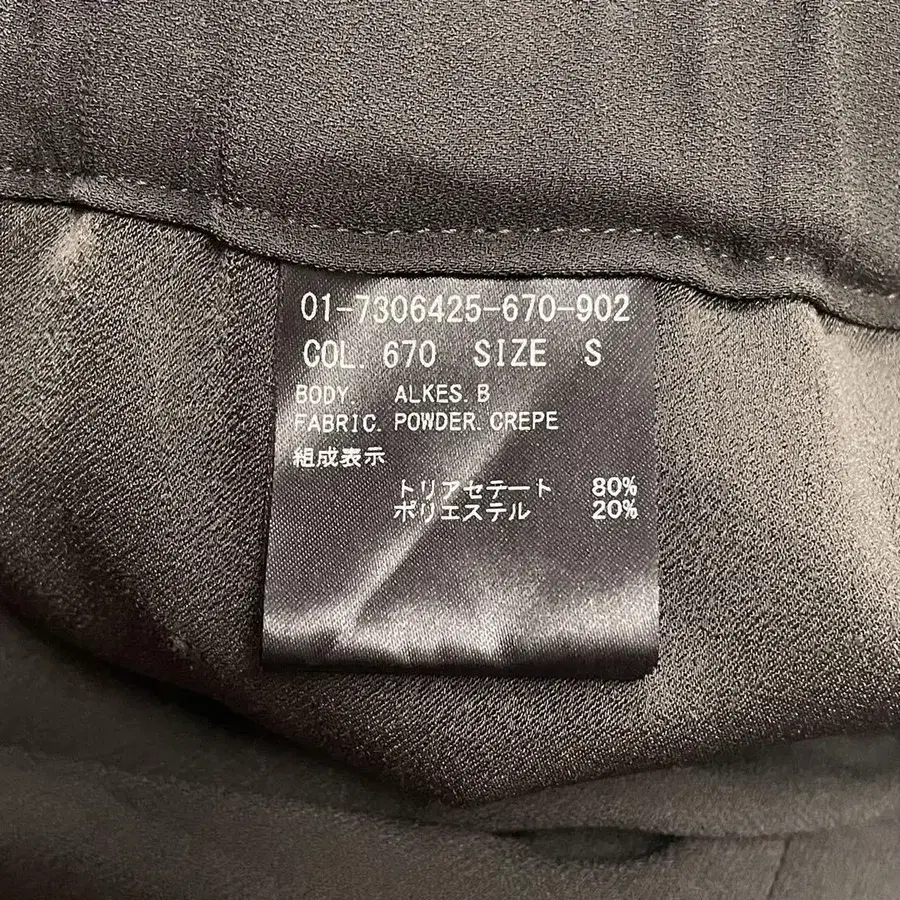 01-7306425-670-902
COL. 670 SIZE S
BODY. ALKES.B
FABRIC. POWDER.CREPE
組成表示
トリアセテート 80%
ポリエステル 20%